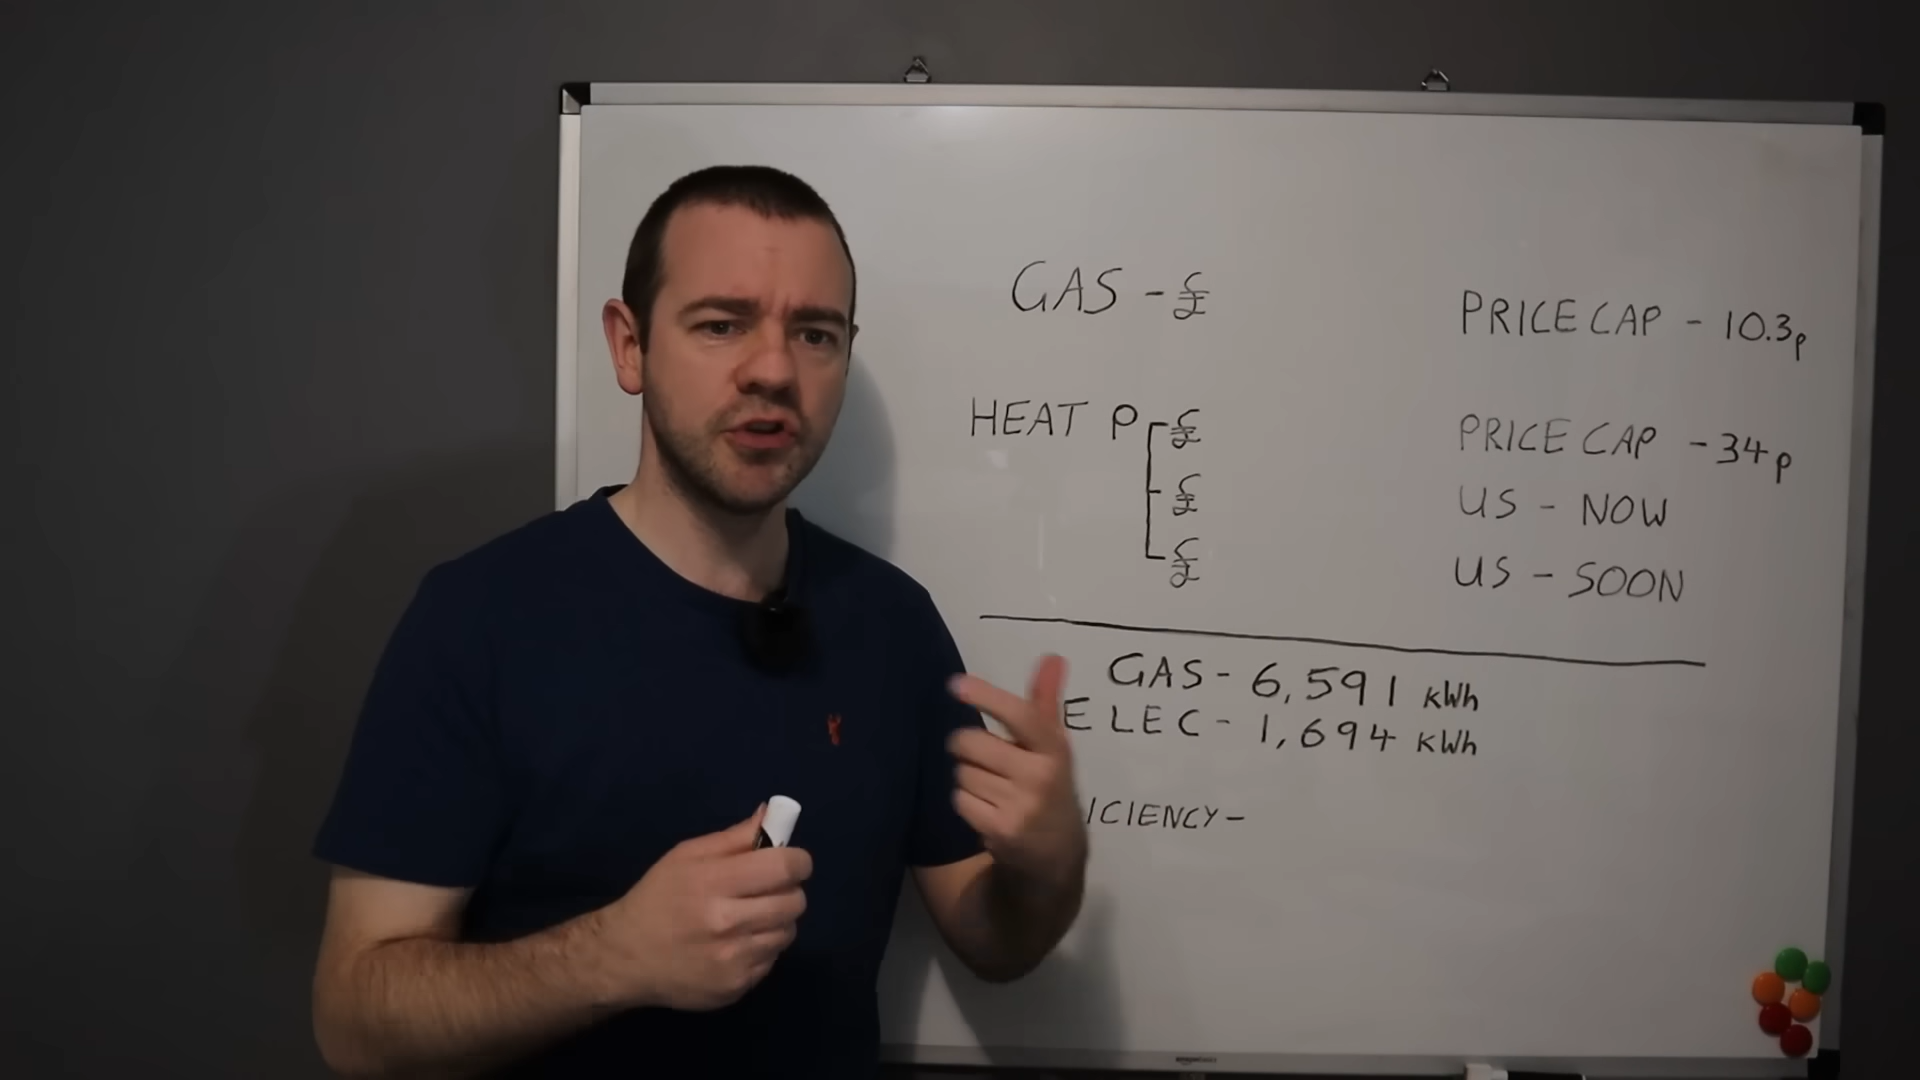 GAS - £
PRICE CAP - 10.3p
HEAT P
£
PRICE CAP - 34p
£
US - NOW
£
US - SOON
GAS - 6,591 kWh
ELEC - 1,694 kWh
ICIENCY -